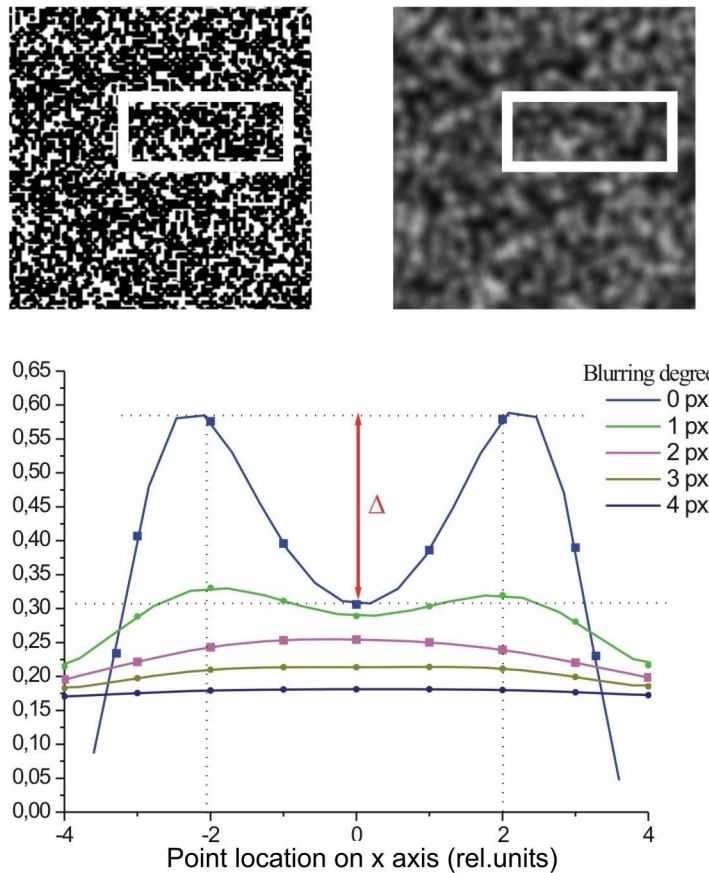 Blurring degree
0 px
1 px
2 px
3 px
4 px
0,65
0,60
0,55
0,50
0,45
0,40
0,35
0,30
0,25
0,20
0,15
0,10
0,05
0,00
Δ
-4
-2
0
2
4
Point location on x axis (rel.units)